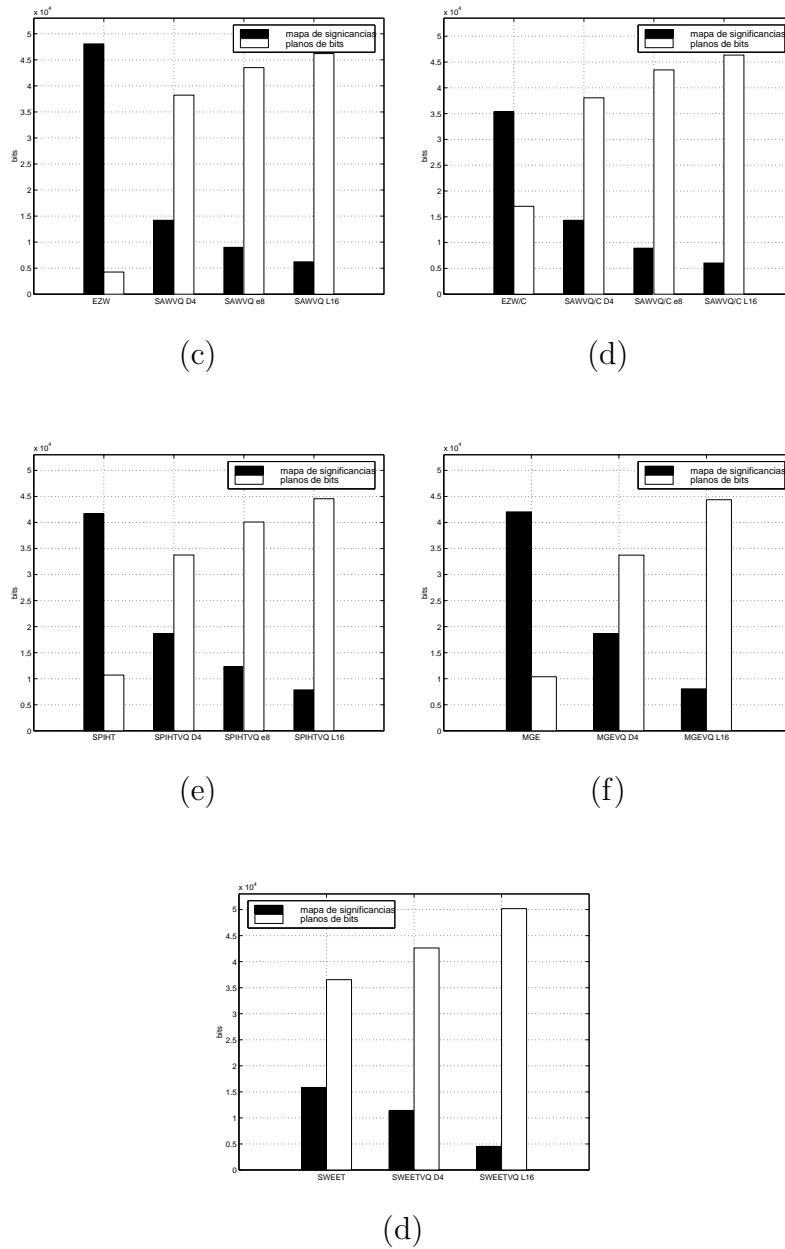 x 10^4
mapa de signicancias
planos de bits
5
4.5
4
3.5
3
2.5
2
1.5
1
0.5
0
bits
EZW
SAWVQ D4
SAWVQ e8
SAWVQ L16
(c)
x 10^4
mapa de significancias
planos de bits
5
4.5
4
3.5
3
2.5
2
1.5
1
0.5
0
bits
EZW/C
SAWVQ/C D4
SAWVQ/C e8
SAWVQ/C L16
(d)
x 10^4
mapa de significancias
planos de bits
5
4.5
4
3.5
3
2.5
2
1.5
1
0.5
0
bits
SPIHT
SPIHTVQ D4
SPIHTVQ e8
SPIHTVQ L16
(e)
x 10^4
mapa de significancias
planos de bits
5
4.5
4
3.5
3
2.5
2
1.5
1
0.5
0
bits
MGE
MGEVQ D4
MGEVQ L16
(f)
x 10^4
mapa de significancias
planos de bits
5
4.5
4
3.5
3
2.5
2
1.5
1
0.5
0
bits
SWEET
SWEETVQ D4
SWEETVQ L16
(d)